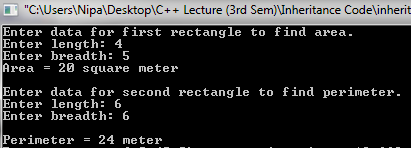 "C:\Users\Nipa\Desktop\C++ Lecture (3rd Sem)\Inheritance Code\inherit
Enter data for first rectangle to find area.
Enter length: 4
Enter breadth: 5
Area = 20 square meter
Enter data for second rectangle to find perimeter.
Enter length: 6
Enter breadth: 6
Perimeter = 24 meter